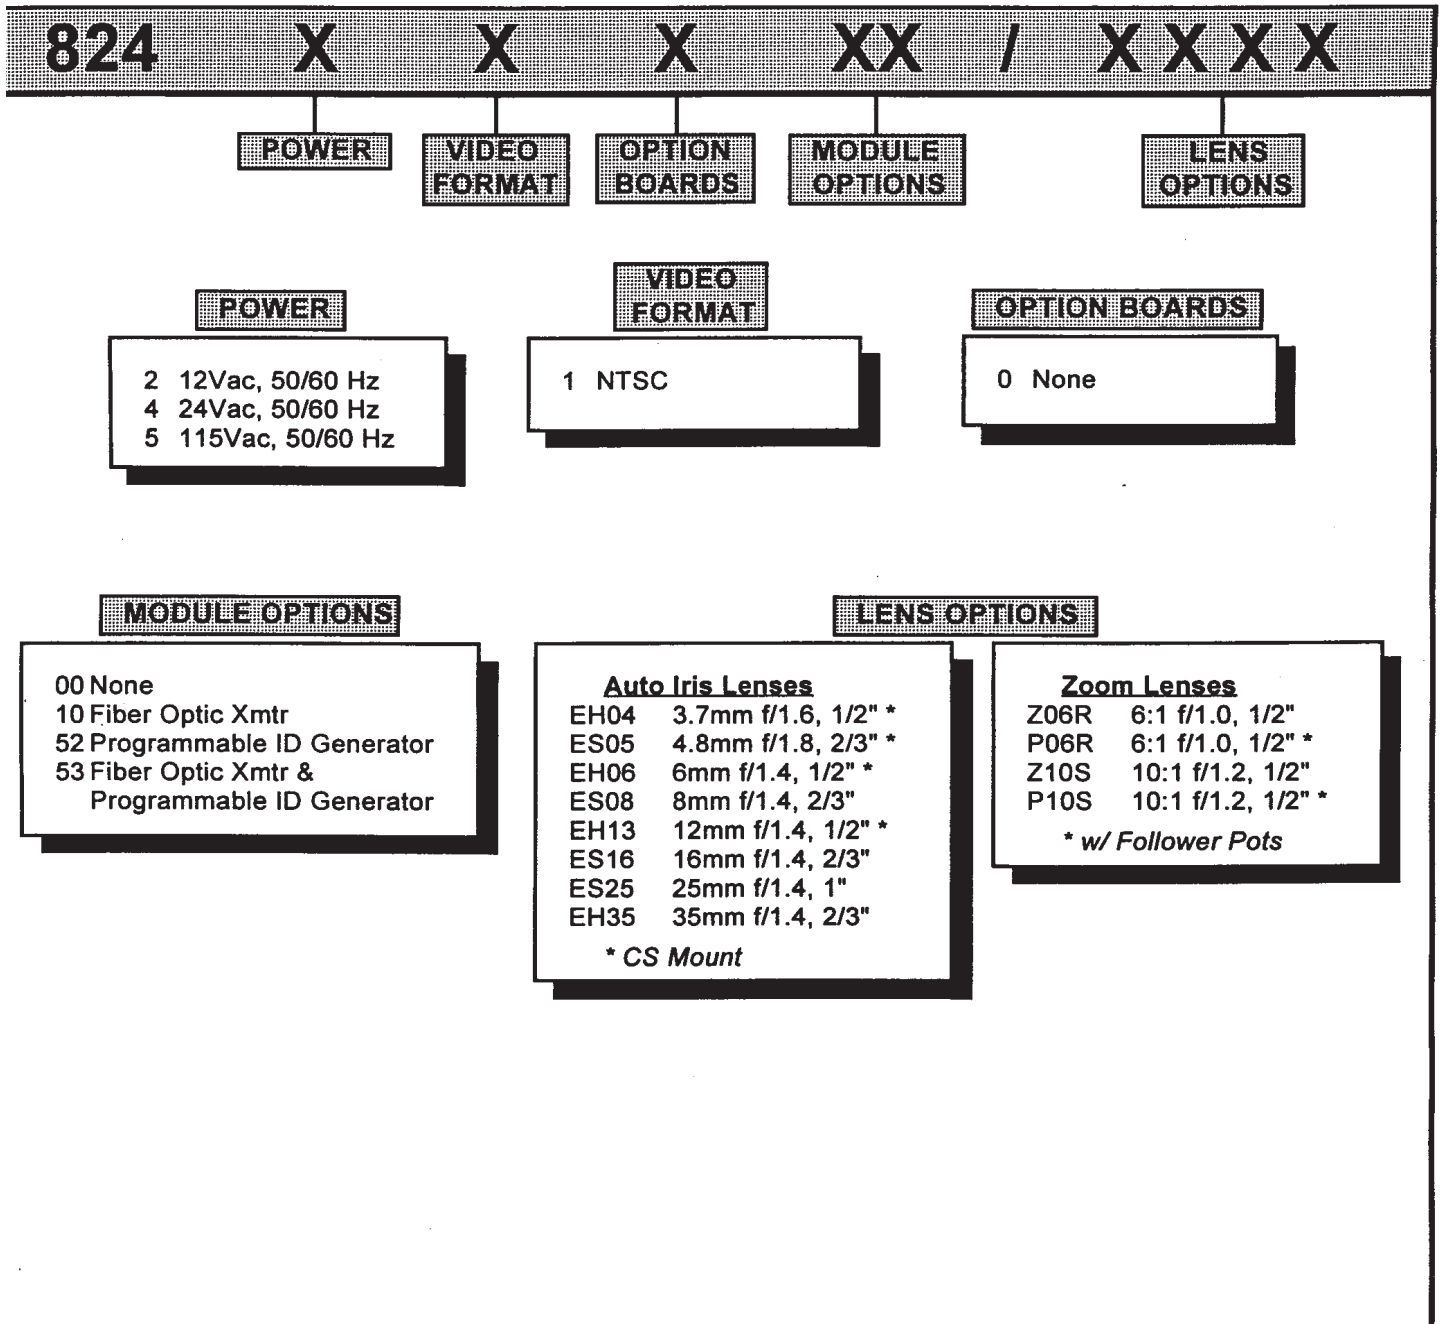 824 X X X XX / X X X X
POWER
VIDEO
FORMAT
OPTION
BOARDS
MODULE
OPTIONS
LENS
OPTIONS
POWER
2 12Vac, 50/60 Hz
4 24Vac, 50/60 Hz
5 115Vac, 50/60 Hz
VIDEO
FORMAT
1 NTSC
OPTION BOARDS
0 None
MODULE OPTIONS
00 None
10 Fiber Optic Xmtr
52 Programmable ID Generator
53 Fiber Optic Xmtr &
Programmable ID Generator
LENS OPTIONS
Auto Iris Lenses
EH04 3.7mm f/1.6, 1/2" *
ES05 4.8mm f/1.8, 2/3" *
EH06 6mm f/1.4, 1/2" *
ES08 8mm f/1.4, 2/3"
EH13 12mm f/1.4, 1/2" *
ES16 16mm f/1.4, 2/3"
ES25 25mm f/1.4, 1"
EH35 35mm f/1.4, 2/3"
* CS Mount
Zoom Lenses
Z06R 6:1 f/1.0, 1/2"
P06R 6:1 f/1.0, 1/2" *
Z10S 10:1 f/1.2, 1/2"
P10S 10:1 f/1.2, 1/2" *
* w/ Follower Pots